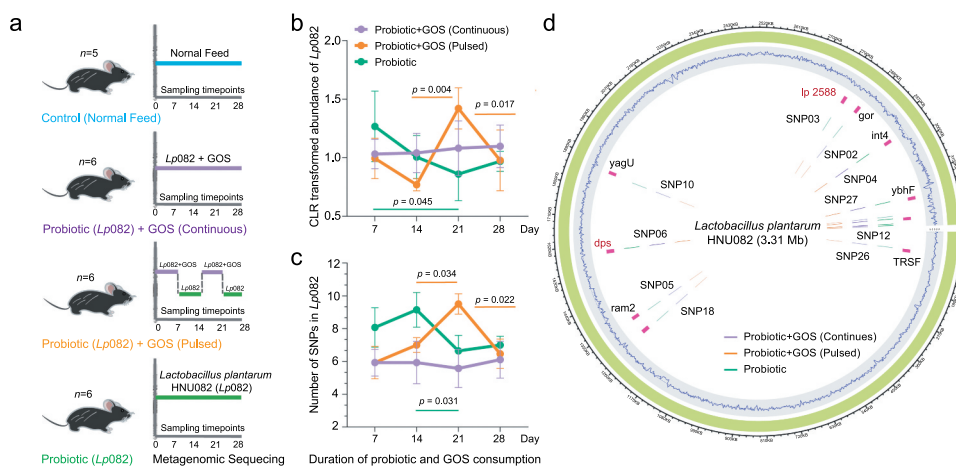 a
n=5
Nornal Feed
Sampling timepoints
0 7 14 21 28
Control (Normal Feed)
n=6
Lp082 + GOS
Sampling timepoints
0 7 14 21 28
Probiotic (Lp082) + GOS (Continuous)
n=6
Lp082+GOS
Lp082+GOS
Lp082
Lp082
Sampling timepoints
0 7 14 21 28
Probiotic (Lp082) + GOS (Pulsed)
n=6
Lactobacillus plantarum
HNU082 (Lp082)
Sampling timepoints
0 7 14 21 28
Probiotic (Lp082)
Metagenomic Sequecing
b
Probiotic+GOS (Continuous)
Probiotic+GOS (Pulsed)
Probiotic
CLR transformed abundance of Lp082
2.0
1.5
1.0
0.5
p = 0.004
p = 0.017
p = 0.045
7 14 21 28 Day
c
Number of SNPs in Lp082
12
10
8
6
4
2
p = 0.034
p = 0.022
p = 0.031
7 14 21 28 Day
Duration of probiotic and GOS consumption
d
lp 2588
gor
SNP03
int4
SNP02
yagU
SNP04
SNP10
SNP27
ybhF
Lactobacillus plantarum
HNU082 (3.31 Mb)
SNP12
dps
SNP06
SNP26
TRSF
SNP05
ram2
SNP18
Probiotic+GOS (Continues)
Probiotic+GOS (Pulsed)
Probiotic